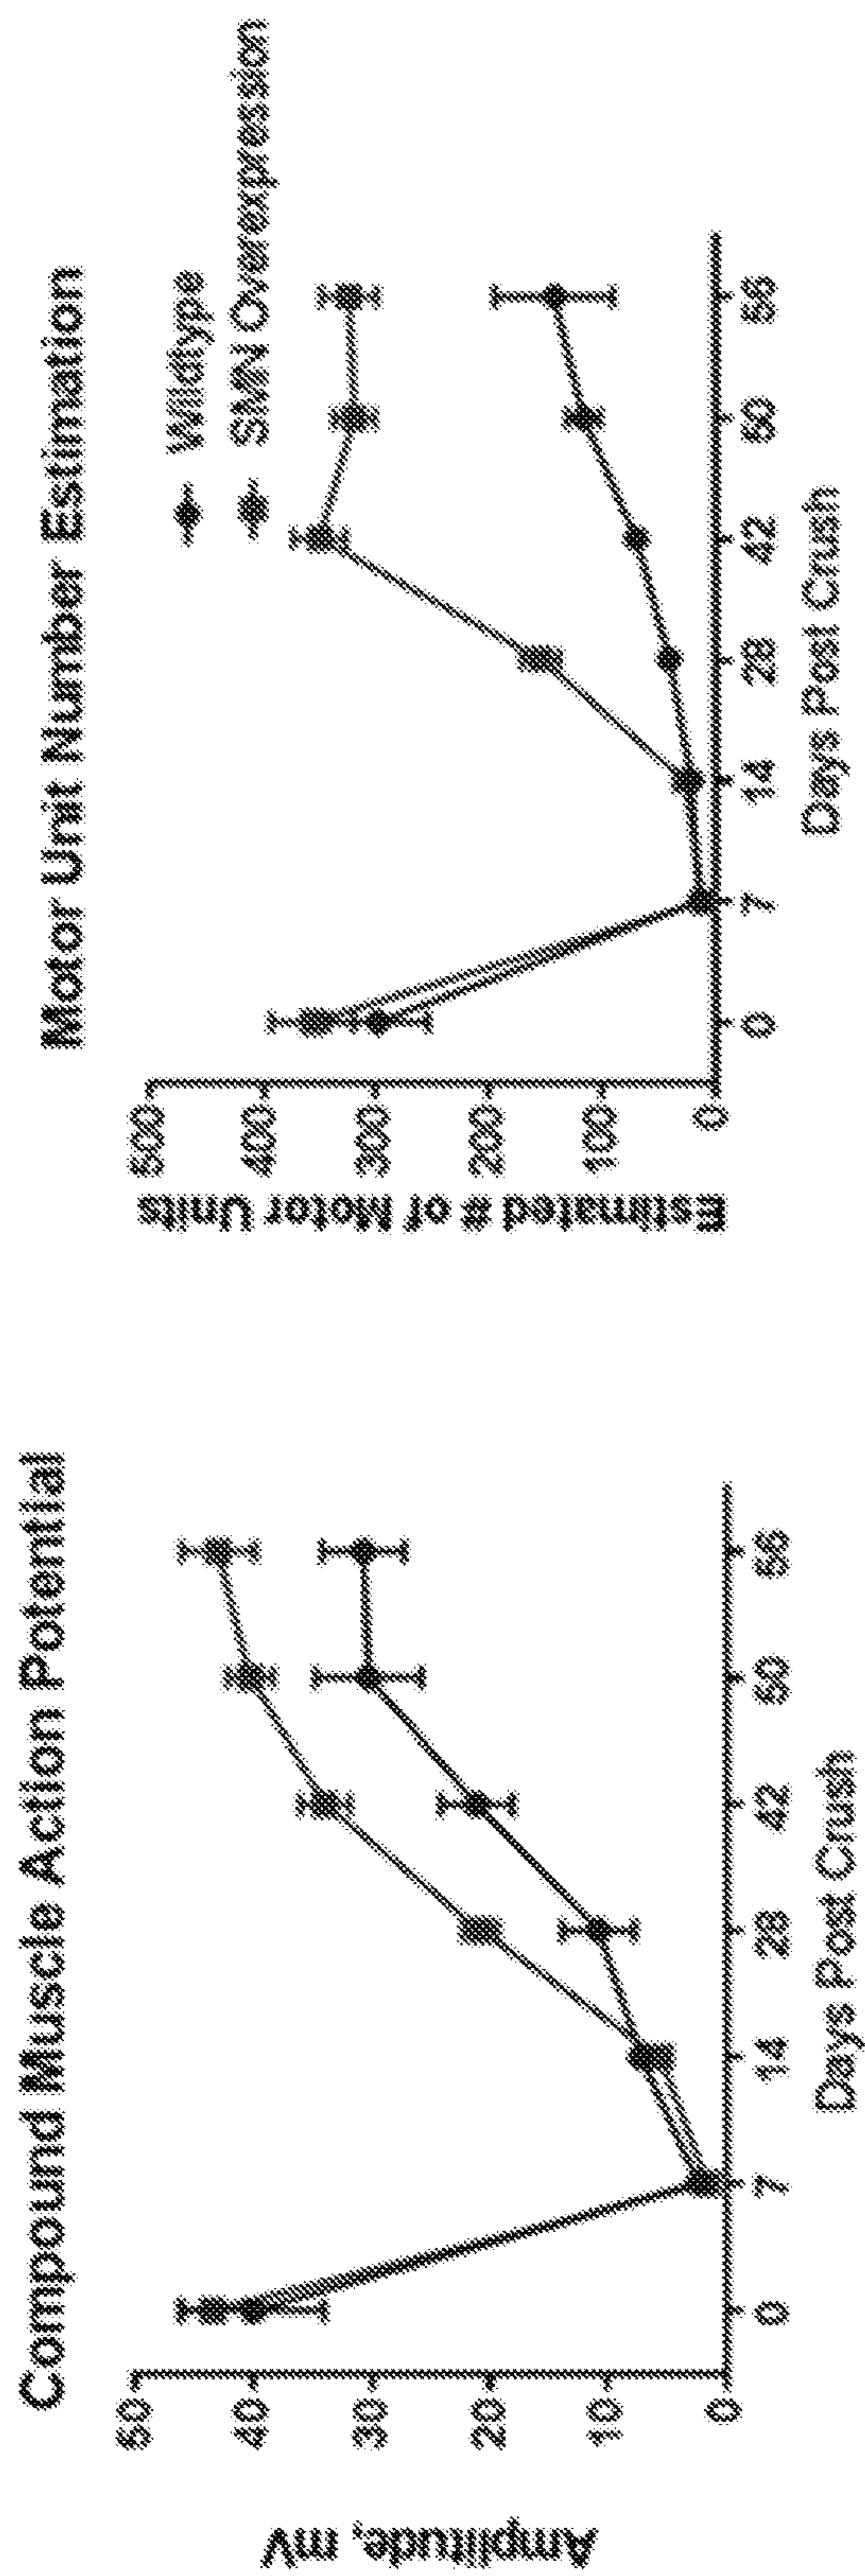 Compound Muscle Action Potential
Amplitude, mV
50
40
30
20
10
0
0 7 14 28 42 50 56
Days Post Crush
Motor Unit Number Estimation
Wildtype
SMN Overexpression
Estimated # of Motor Units
500
400
300
200
100
0
0 7 14 28 42 50 56
Days Post Crush